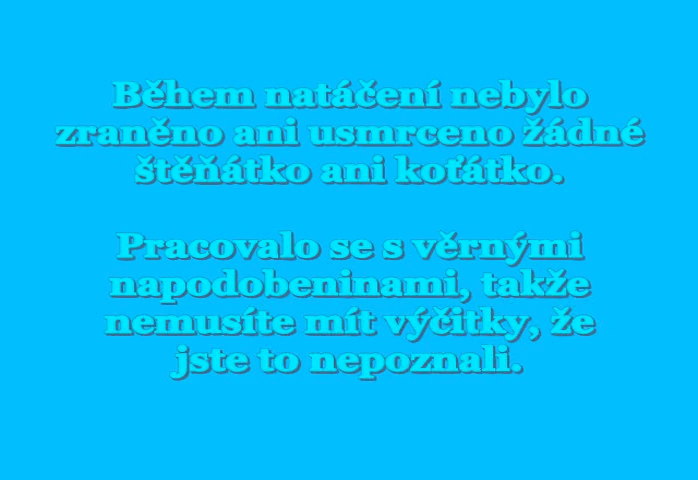 Během natáčení nebylo
zraněno ani usmrceno žádné
štěňátko ani koťátko.
Pracovalo se s věrnými
napodobeninami, takže
nemusíte mít výčitky, že
jste to nepoznali.